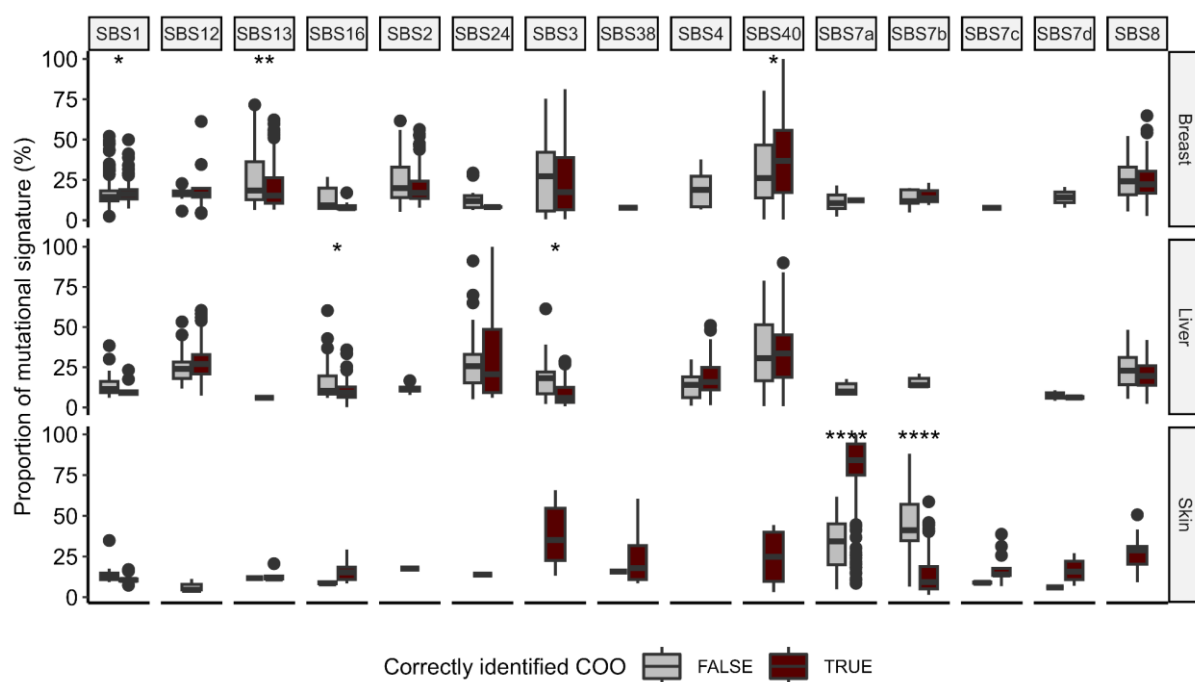 SBS1 SBS12 SBS13 SBS16 SBS2 SBS24 SBS3 SBS38 SBS4 SBS40 SBS7a SBS7b SBS7c SBS7d SBS8
Proportion of mutational signature (%)
* ** *
100
75
50
25
0
Breast
* *
100
75
50
25
0
Liver
**** ****
100
75
50
25
0
Skin
Correctly identified COO FALSE TRUE